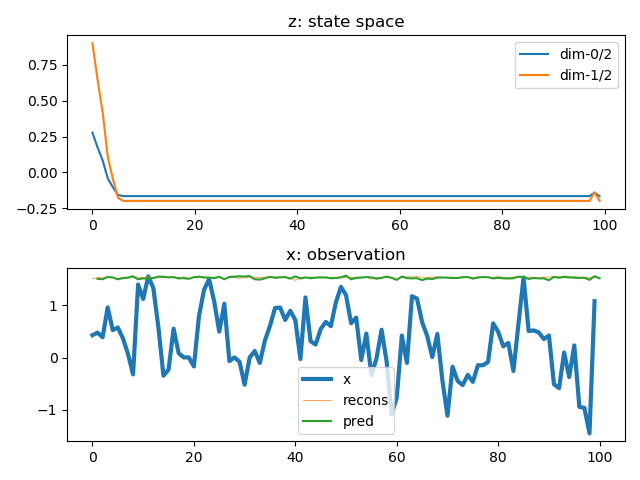 z: state space
dim-0/2
dim-1/2
0.75
0.50
0.25
0.00
−0.25
0 20 40 60 80 100
x: observation
1
0
−1
x
recons
pred
0 20 40 60 80 100